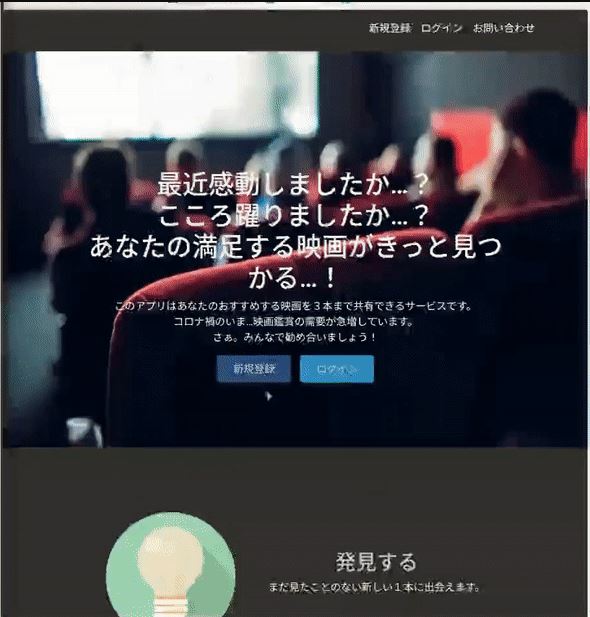 新規登録 ログイン お問い合わせ
最近感動しましたか…？
こころ躍りましたか…？
あなたの満足する映画がきっと見つ
かる…！
このアプリはあなたのおすすめする映画を３本まで共有できるサービスです。
コロナ禍のいま…映画鑑賞の需要が急増しています。
さぁ。みんなで勧め合いましょう！
新規登録 ログイン
発見する
まだ見たことのない新しい１本に出会えます。